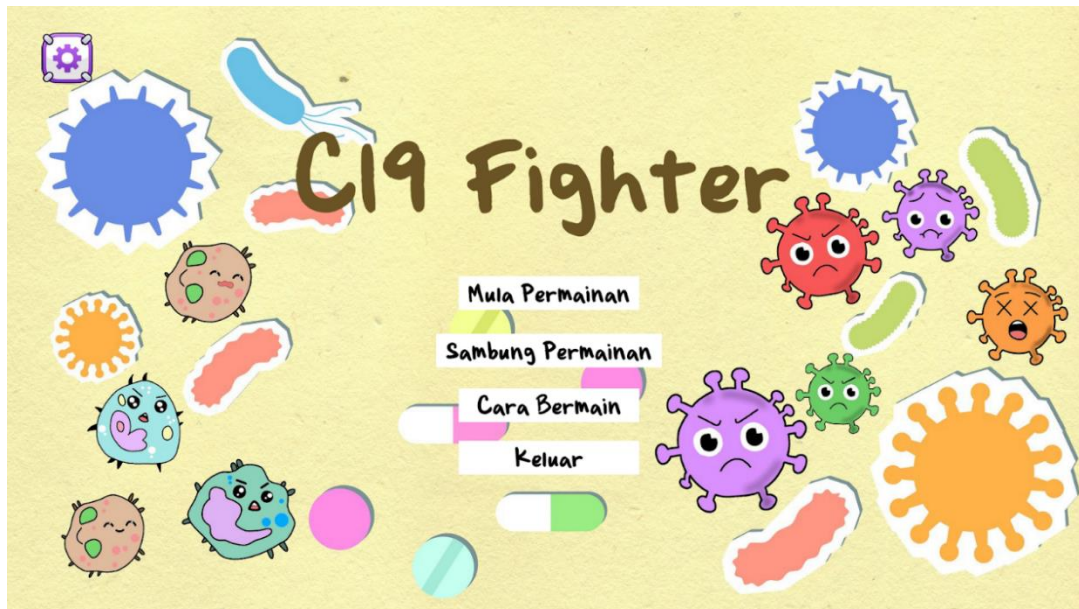 C19 Fighter
Mula Permainan
Sambung Permainan
Cara Bermain
Keluar